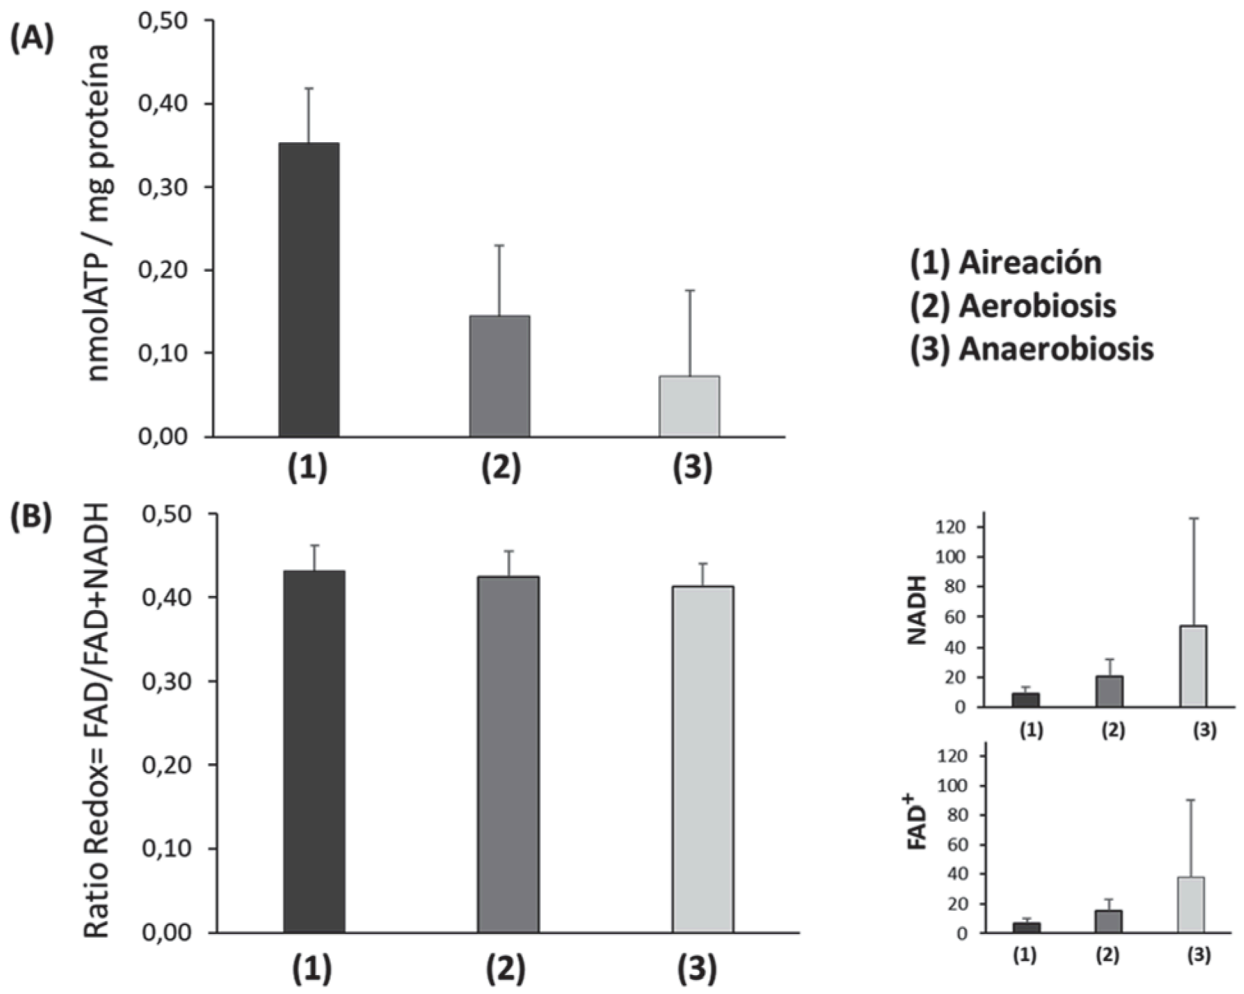 (A)
nmolATP / mg proteína
0,50
0,40
0,30
0,20
0,10
0,00
(1) (2) (3)
(1) Aireación
(2) Aerobiosis
(3) Anaerobiosis
(B)
Ratio Redox= FAD/FAD+NADH
0,50
0,40
0,30
0,20
0,10
0,00
(1) (2) (3)
NADH
120
100
80
60
40
20
0
(1) (2) (3)
FAD⁺
120
100
80
60
40
20
0
(1) (2) (3)